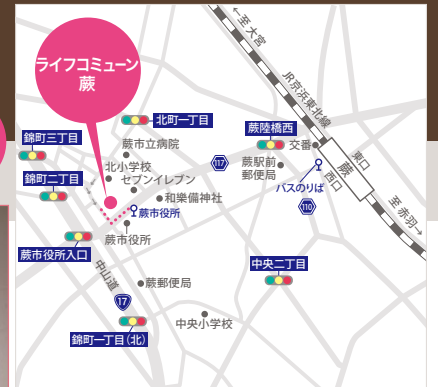 ←至大宮
ライフコミューン
蕨
JR京浜東北線
北町一丁目
蕨陸橋西
交番
錦町三丁目
蕨市立病院
117
蕨駅前
郵便局
蕨
東口
西口
北小学校
セブンイレブン
錦町二丁目
和樂備神社
バスのりば
蕨市役所
110
至赤羽→
蕨市役所
蕨市役所入口
中山道
中央二丁目
蕨郵便局
17
中央小学校
錦町一丁目(北)